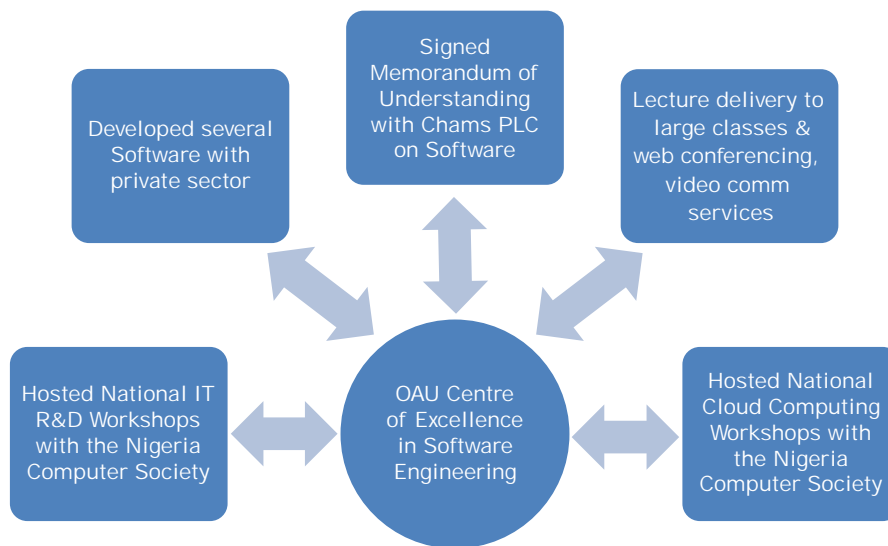 Signed
Memorandum of
Understanding
with Chams PLC
on Software
Developed several
Software with
private sector
Lecture delivery to
large classes &
web conferencing,
video comm
services
Hosted National IT
R&D Workshops
with the Nigeria
Computer Society
OAU Centre
of Excellence
in Software
Engineering
Hosted National
Cloud Computing
Workshops with
the Nigeria
Computer Society